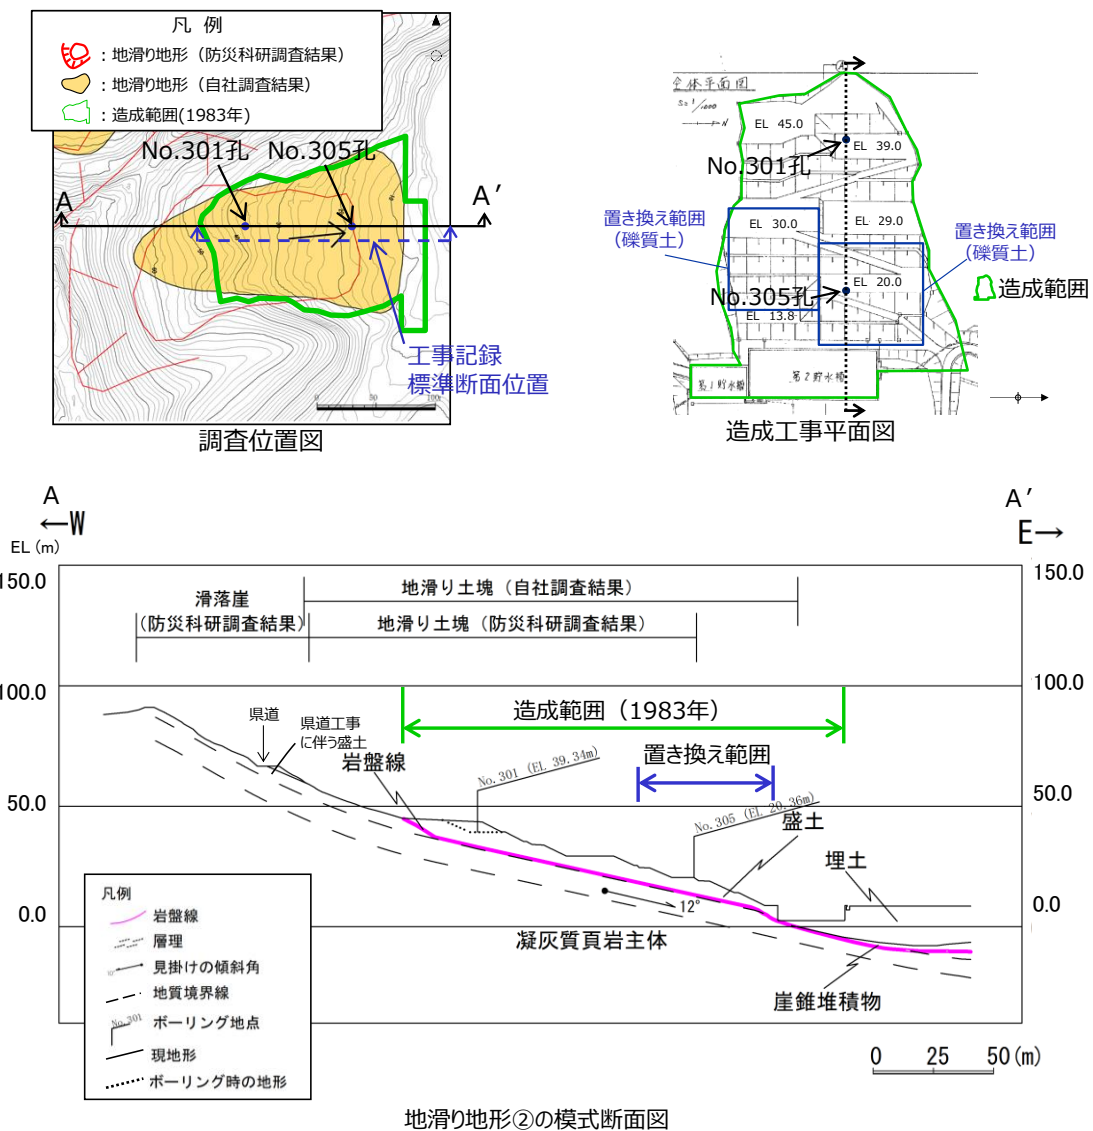 凡 例
：地滑り地形（防災科研調査結果）
：地滑り地形（自社調査結果）
：造成範囲(1983年)
No.301孔 No.305孔
A A′
工事記録
標準断面位置
0 50 100
調査位置図
全体平面図
S=1/1000
N
A
EL 45.0
EL 39.0
No.301孔
置き換え範囲
（礫質土）
EL 30.0
EL 29.0
置き換え範囲
（礫質土）
EL 20.0
No.305孔
EL 13.8
造成範囲
第1貯水槽
第2貯水槽
造成工事平面図
A A′
←W E→
EL (m)
150.0 150.0
100.0 100.0
50.0 50.0
0.0 0.0
滑落崖
(防災科研調査結果)
地滑り土塊（自社調査結果）
地滑り土塊（防災科研調査結果）
造成範囲（1983年）
置き換え範囲
県道
県道工事
に伴う盛土
岩盤線
No.301 (EL 39.34m)
No.305 (EL 20.36m)
盛土
埋土
12°
凝灰質頁岩主体
崖錐堆積物
凡例
岩盤線
層理
見掛けの傾斜角
地質境界線
No.301
ボーリング地点
現地形
ボーリング時の地形
0 25 50 (m)
地滑り地形②の模式断面図